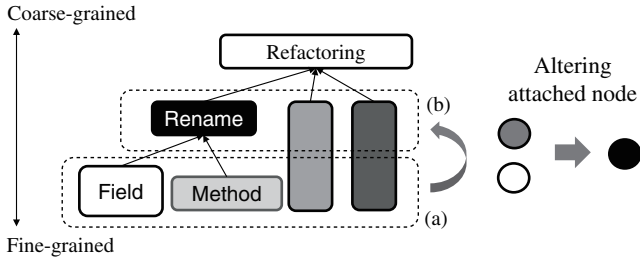 Coarse-grained
Refactoring
Altering
attached node
(b)
Rename
Field
Method
(a)
Fine-grained